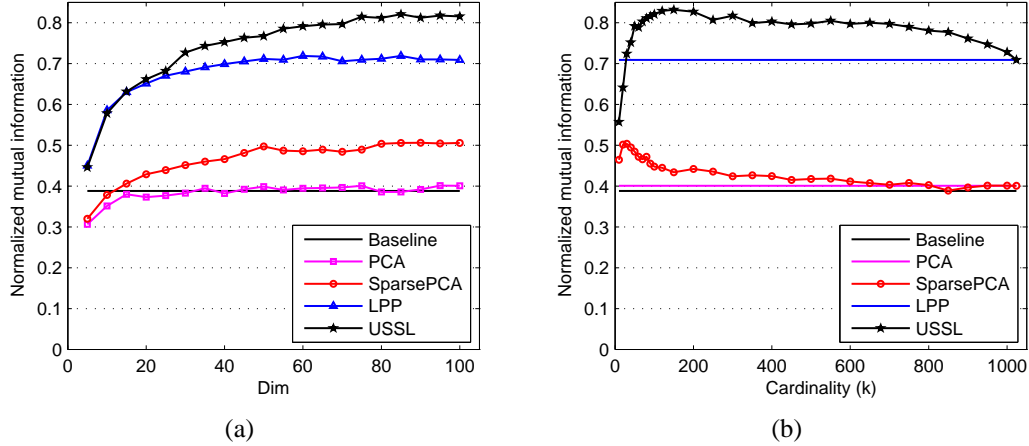 Normalized mutual information
0.8
0.7
0.6
0.5
0.4
0.3
0.2
0.1
0
0 20 40 60 80 100
Dim
Baseline
PCA
SparsePCA
LPP
USSL
(a)
Normalized mutual information
0.8
0.7
0.6
0.5
0.4
0.3
0.2
0.1
0
0 200 400 600 800 1000
Cardinality (k)
Baseline
PCA
SparsePCA
LPP
USSL
(b)